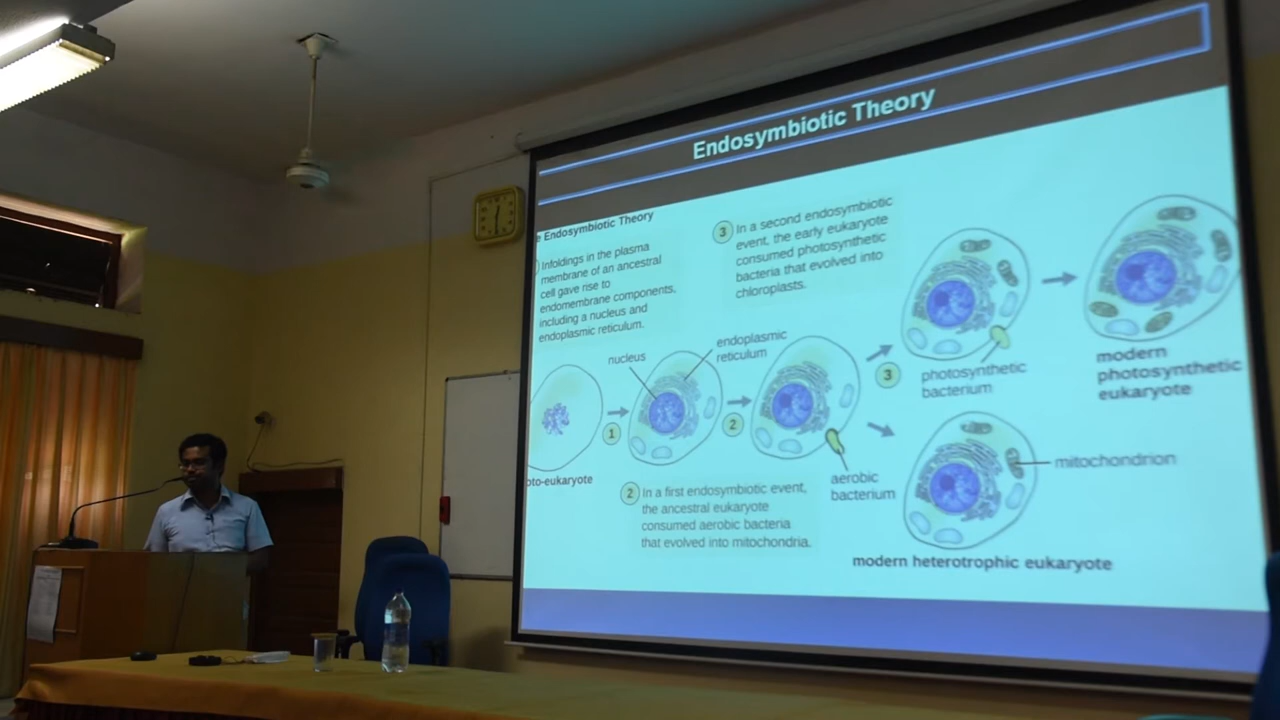 Endosymbiotic Theory
e Endosymbiotic Theory
Infoldings in the plasma
membrane of an ancestral
cell gave rise to
endomembrane components,
including a nucleus and
endoplasmic reticulum.
3 In a second endosymbiotic
event, the early eukaryote
consumed photosynthetic
bacteria that evolved into
chloroplasts.
nucleus
endoplasmic
reticulum
1
2
3
photosynthetic
bacterium
modern
photosynthetic
eukaryote
oto-eukaryote
aerobic
bacterium
mitochondrion
2 In a first endosymbiotic event,
the ancestral eukaryote
consumed aerobic bacteria
that evolved into mitochondria.
modern heterotrophic eukaryote